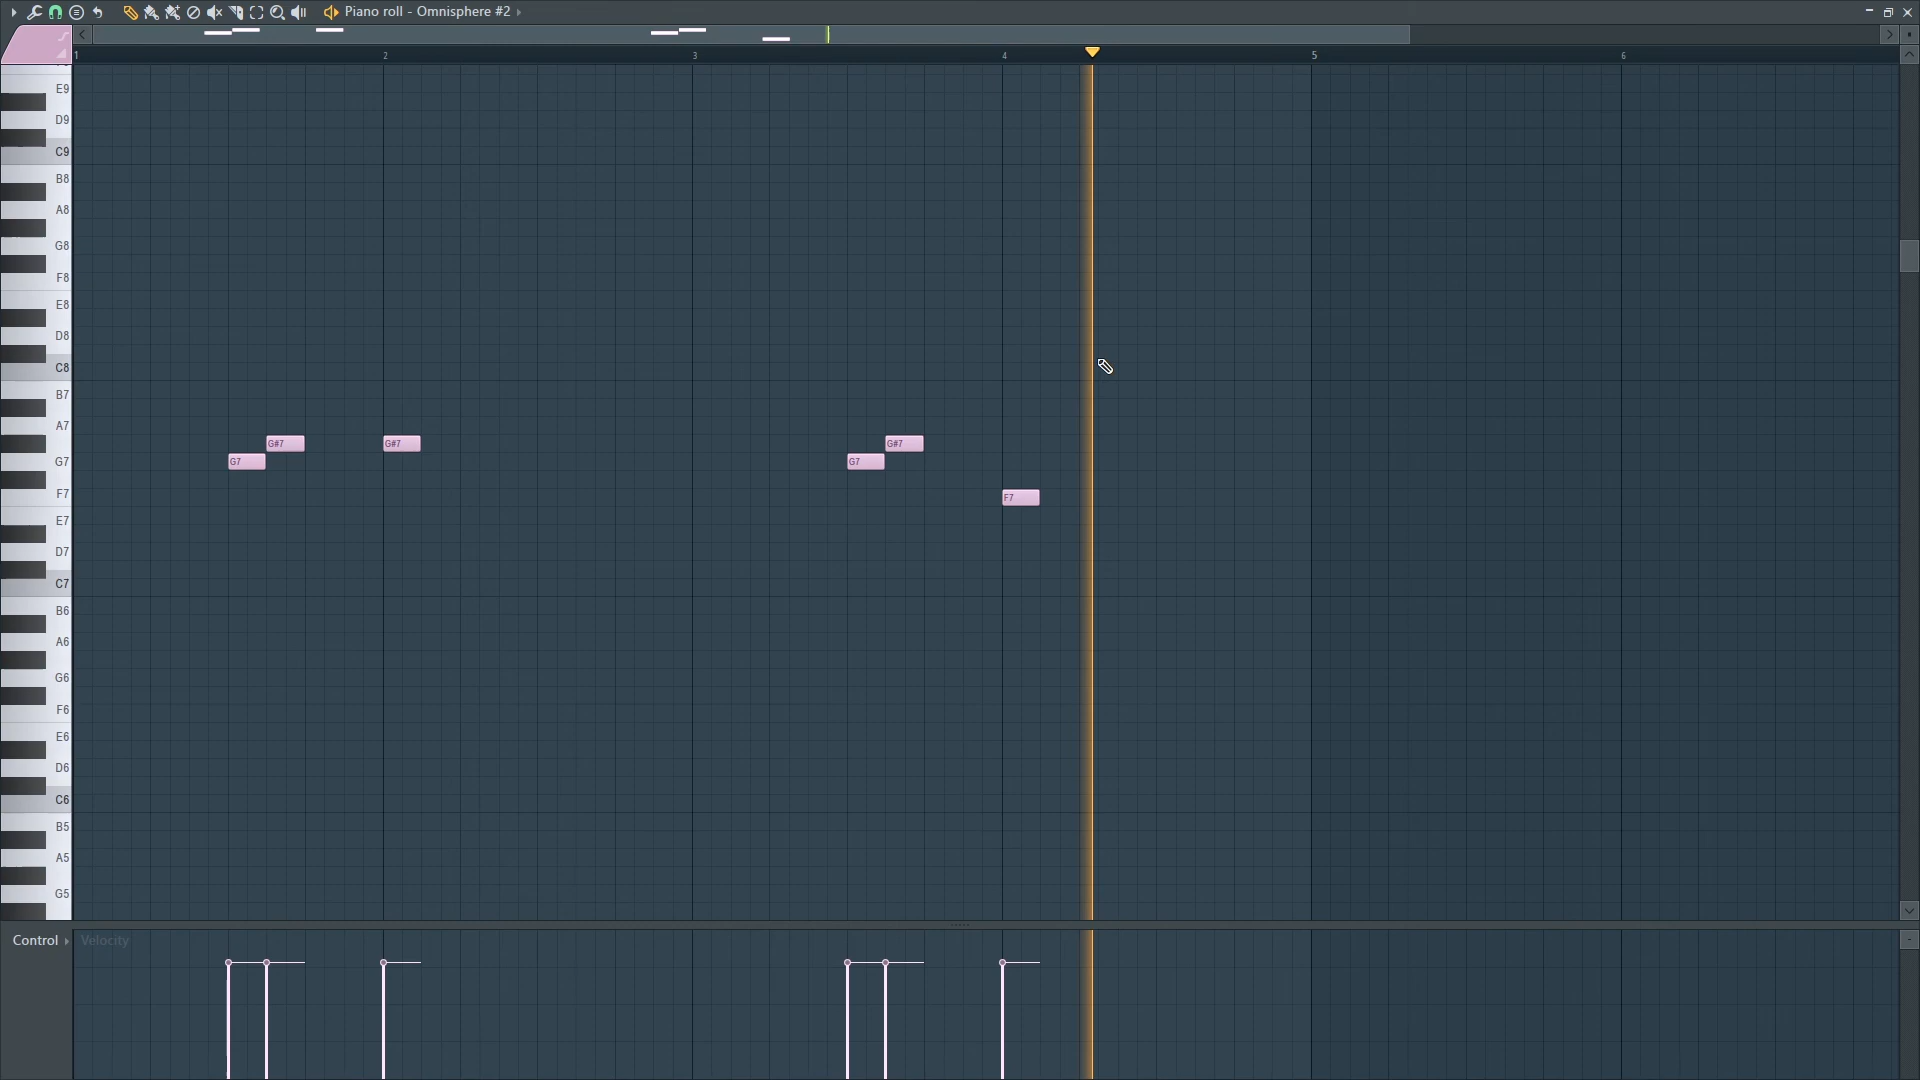 Piano roll - Omnisphere #2
1 2 3 4 5 6
E9
D9
C9
B8
A8
G8
F8
E8
D8
C8
B7
A7
G#7 G#7 G#7
G7 G7 G7
F7 F7
E7
D7
C7
B6
A6
G6
F6
E6
D6
C6
B5
A5
G5
Control Velocity